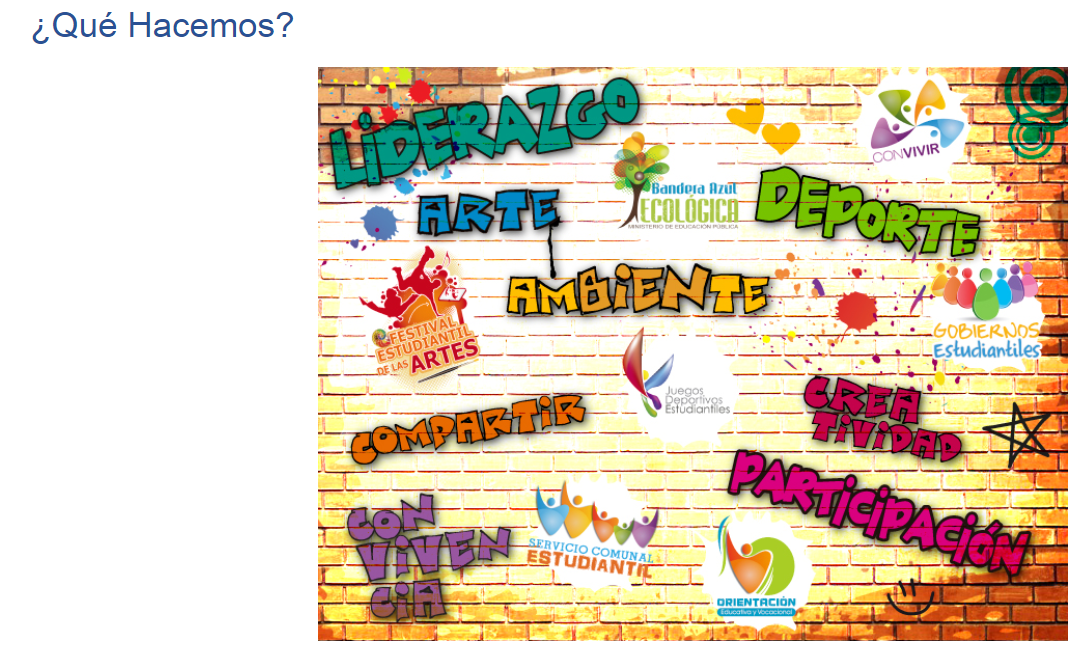 ¿Qué Hacemos?
LiDERAZGO
CONVIVIR
Bandera Azúl
ECOLÓGICA
MINISTERIO DE EDUCACIÓN PÚBLICA
ARTE
DEPORTE
AMBiENTE
FESTIVAL
ESTUDIANTIL
DE LAS ARTES
GOBIERNOS
Estudiantiles
Juegos
Deportivos
Estudiantiles
CREA
TiViDAD
COMPARTiR
PARTiCiPACiÓN
CON
ViVEN
CiA
SERVICIO COMUNAL
ESTUDIANTIL
ORIENTACIÓN
Educativa y Vocacional